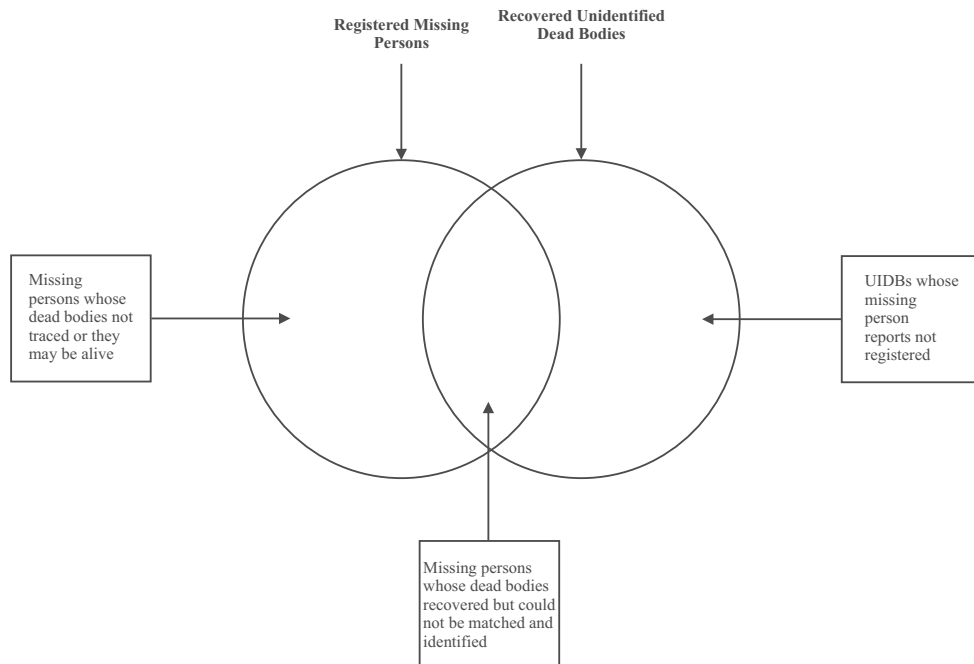 Registered Missing
Persons
Recovered Unidentified
Dead Bodies
Missing
persons whose
dead bodies not
traced or they
may be alive
UIDBs whose
missing
person
reports not
registered
Missing persons
whose dead bodies
recovered but could
not be matched and
identified